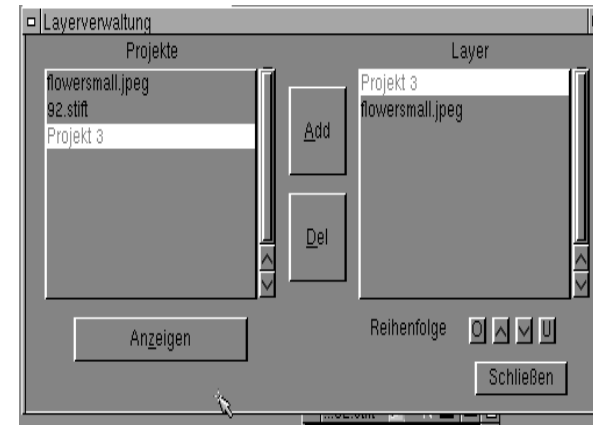 Layerverwaltung
Projekte
flowersmall.jpeg
92.stift
Projekt 3
Anzeigen
Add
Del
Layer
Projekt 3
flowersmall.jpeg
Reihenfolge O U
Schließen